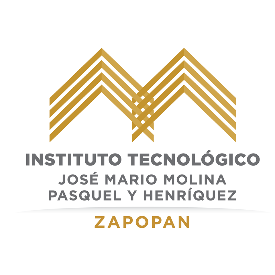 INSTITUTO TECNOLÓGICO
JOSÉ MARIO MOLINA
PASQUEL Y HENRÍQUEZ
ZAPOPAN